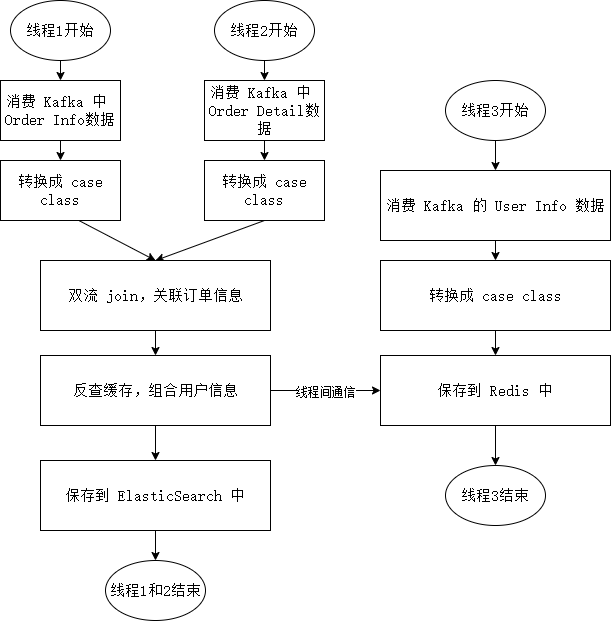 线程1开始
消费 Kafka 中
Order Info数据
转换成 case
class
线程2开始
消费 Kafka 中
Order Detail数
据
转换成 case
class
双流 join，关联订单信息
反查缓存，组合用户信息
线程间通信
保存到 ElasticSearch 中
线程1和2结束
线程3开始
消费 Kafka 的 User Info 数据
转换成 case class
保存到 Redis 中
线程3结束